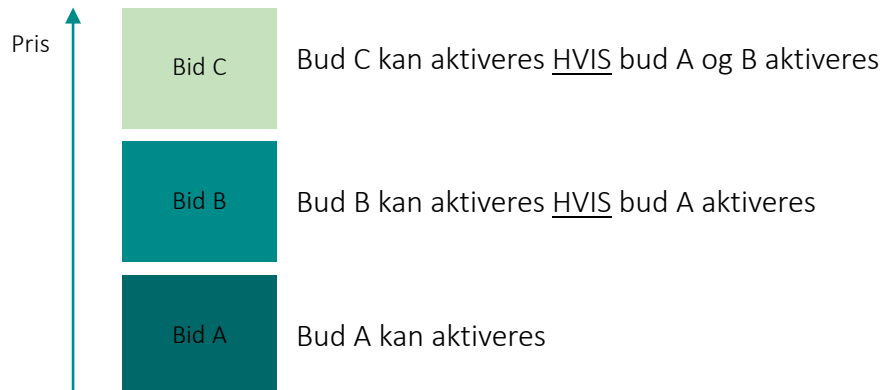 Pris
Bid C
Bud C kan aktiveres HVIS bud A og B aktiveres
Bid B
Bud B kan aktiveres HVIS bud A aktiveres
Bid A
Bud A kan aktiveres